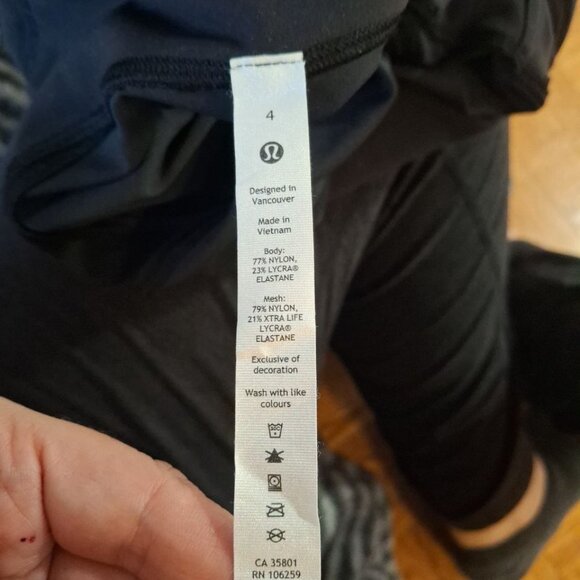 4
Designed in
Vancouver
Made in
Vietnam
Body:
77% NYLON,
23% LYCRA®
ELASTANE
Mesh:
79% NYLON,
21% XTRA LIFE
LYCRA®
ELASTANE
Exclusive of
decoration
Wash with like
colours
CA 35801
RN 106259